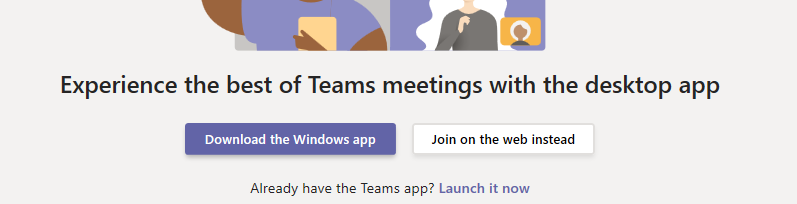 Experience the best of Teams meetings with the desktop app
Download the Windows app
Join on the web instead
Already have the Teams app? Launch it now